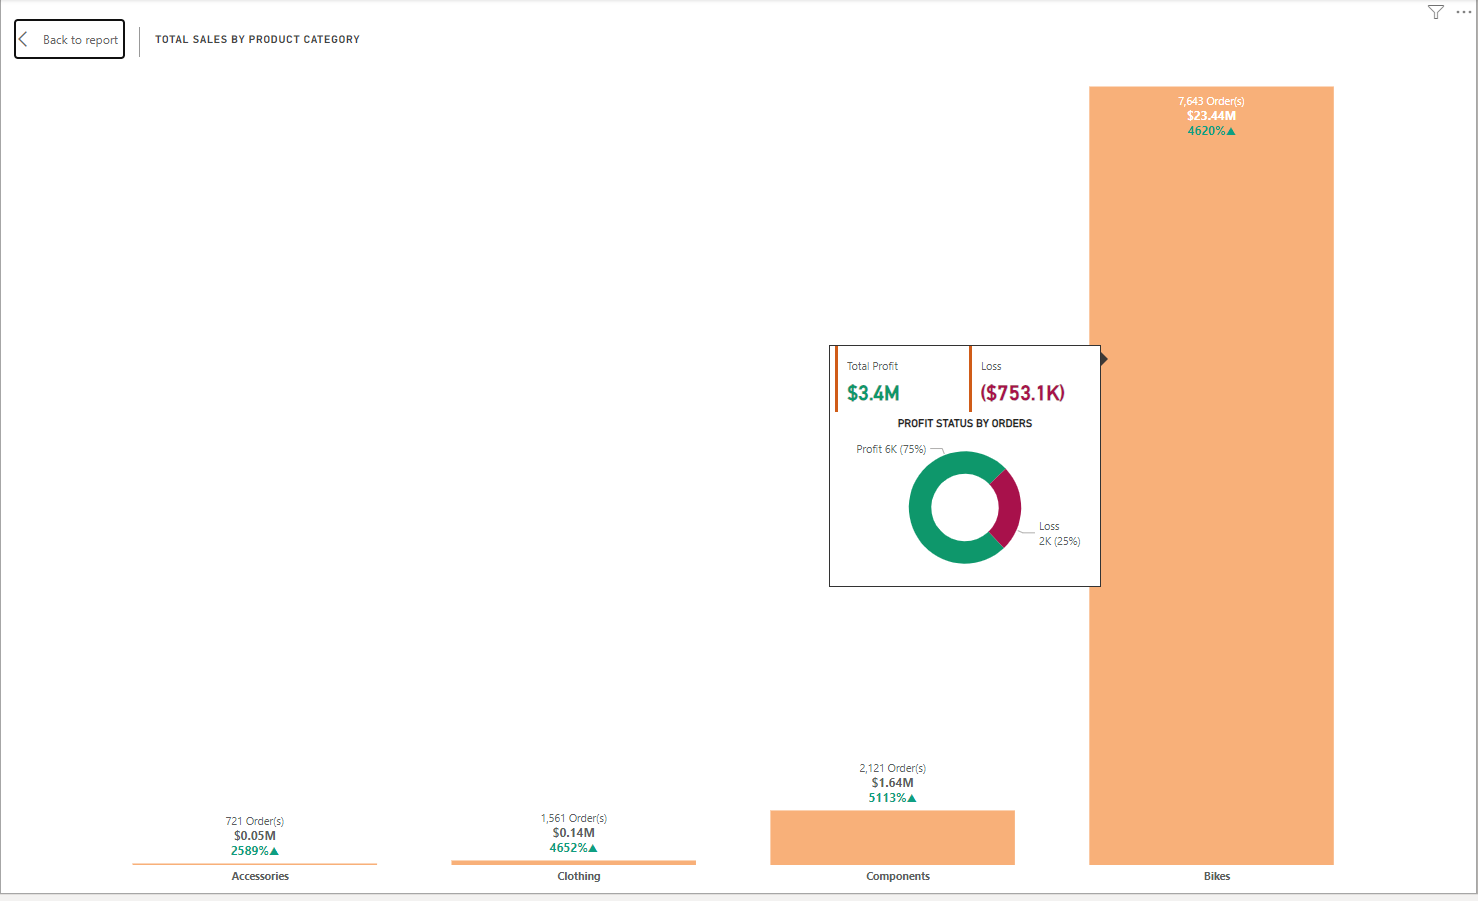 Back to report
TOTAL SALES BY PRODUCT CATEGORY
7,643 Order(s)
$23.44M
4620%▲
Total Profit
$3.4M
Loss
($753.1K)
PROFIT STATUS BY ORDERS
Profit 6K (75%)
Loss
2K (25%)
721 Order(s)
$0.05M
2589%▲
1,561 Order(s)
$0.14M
4652%▲
2,121 Order(s)
$1.64M
5113%▲
Accessories
Clothing
Components
Bikes